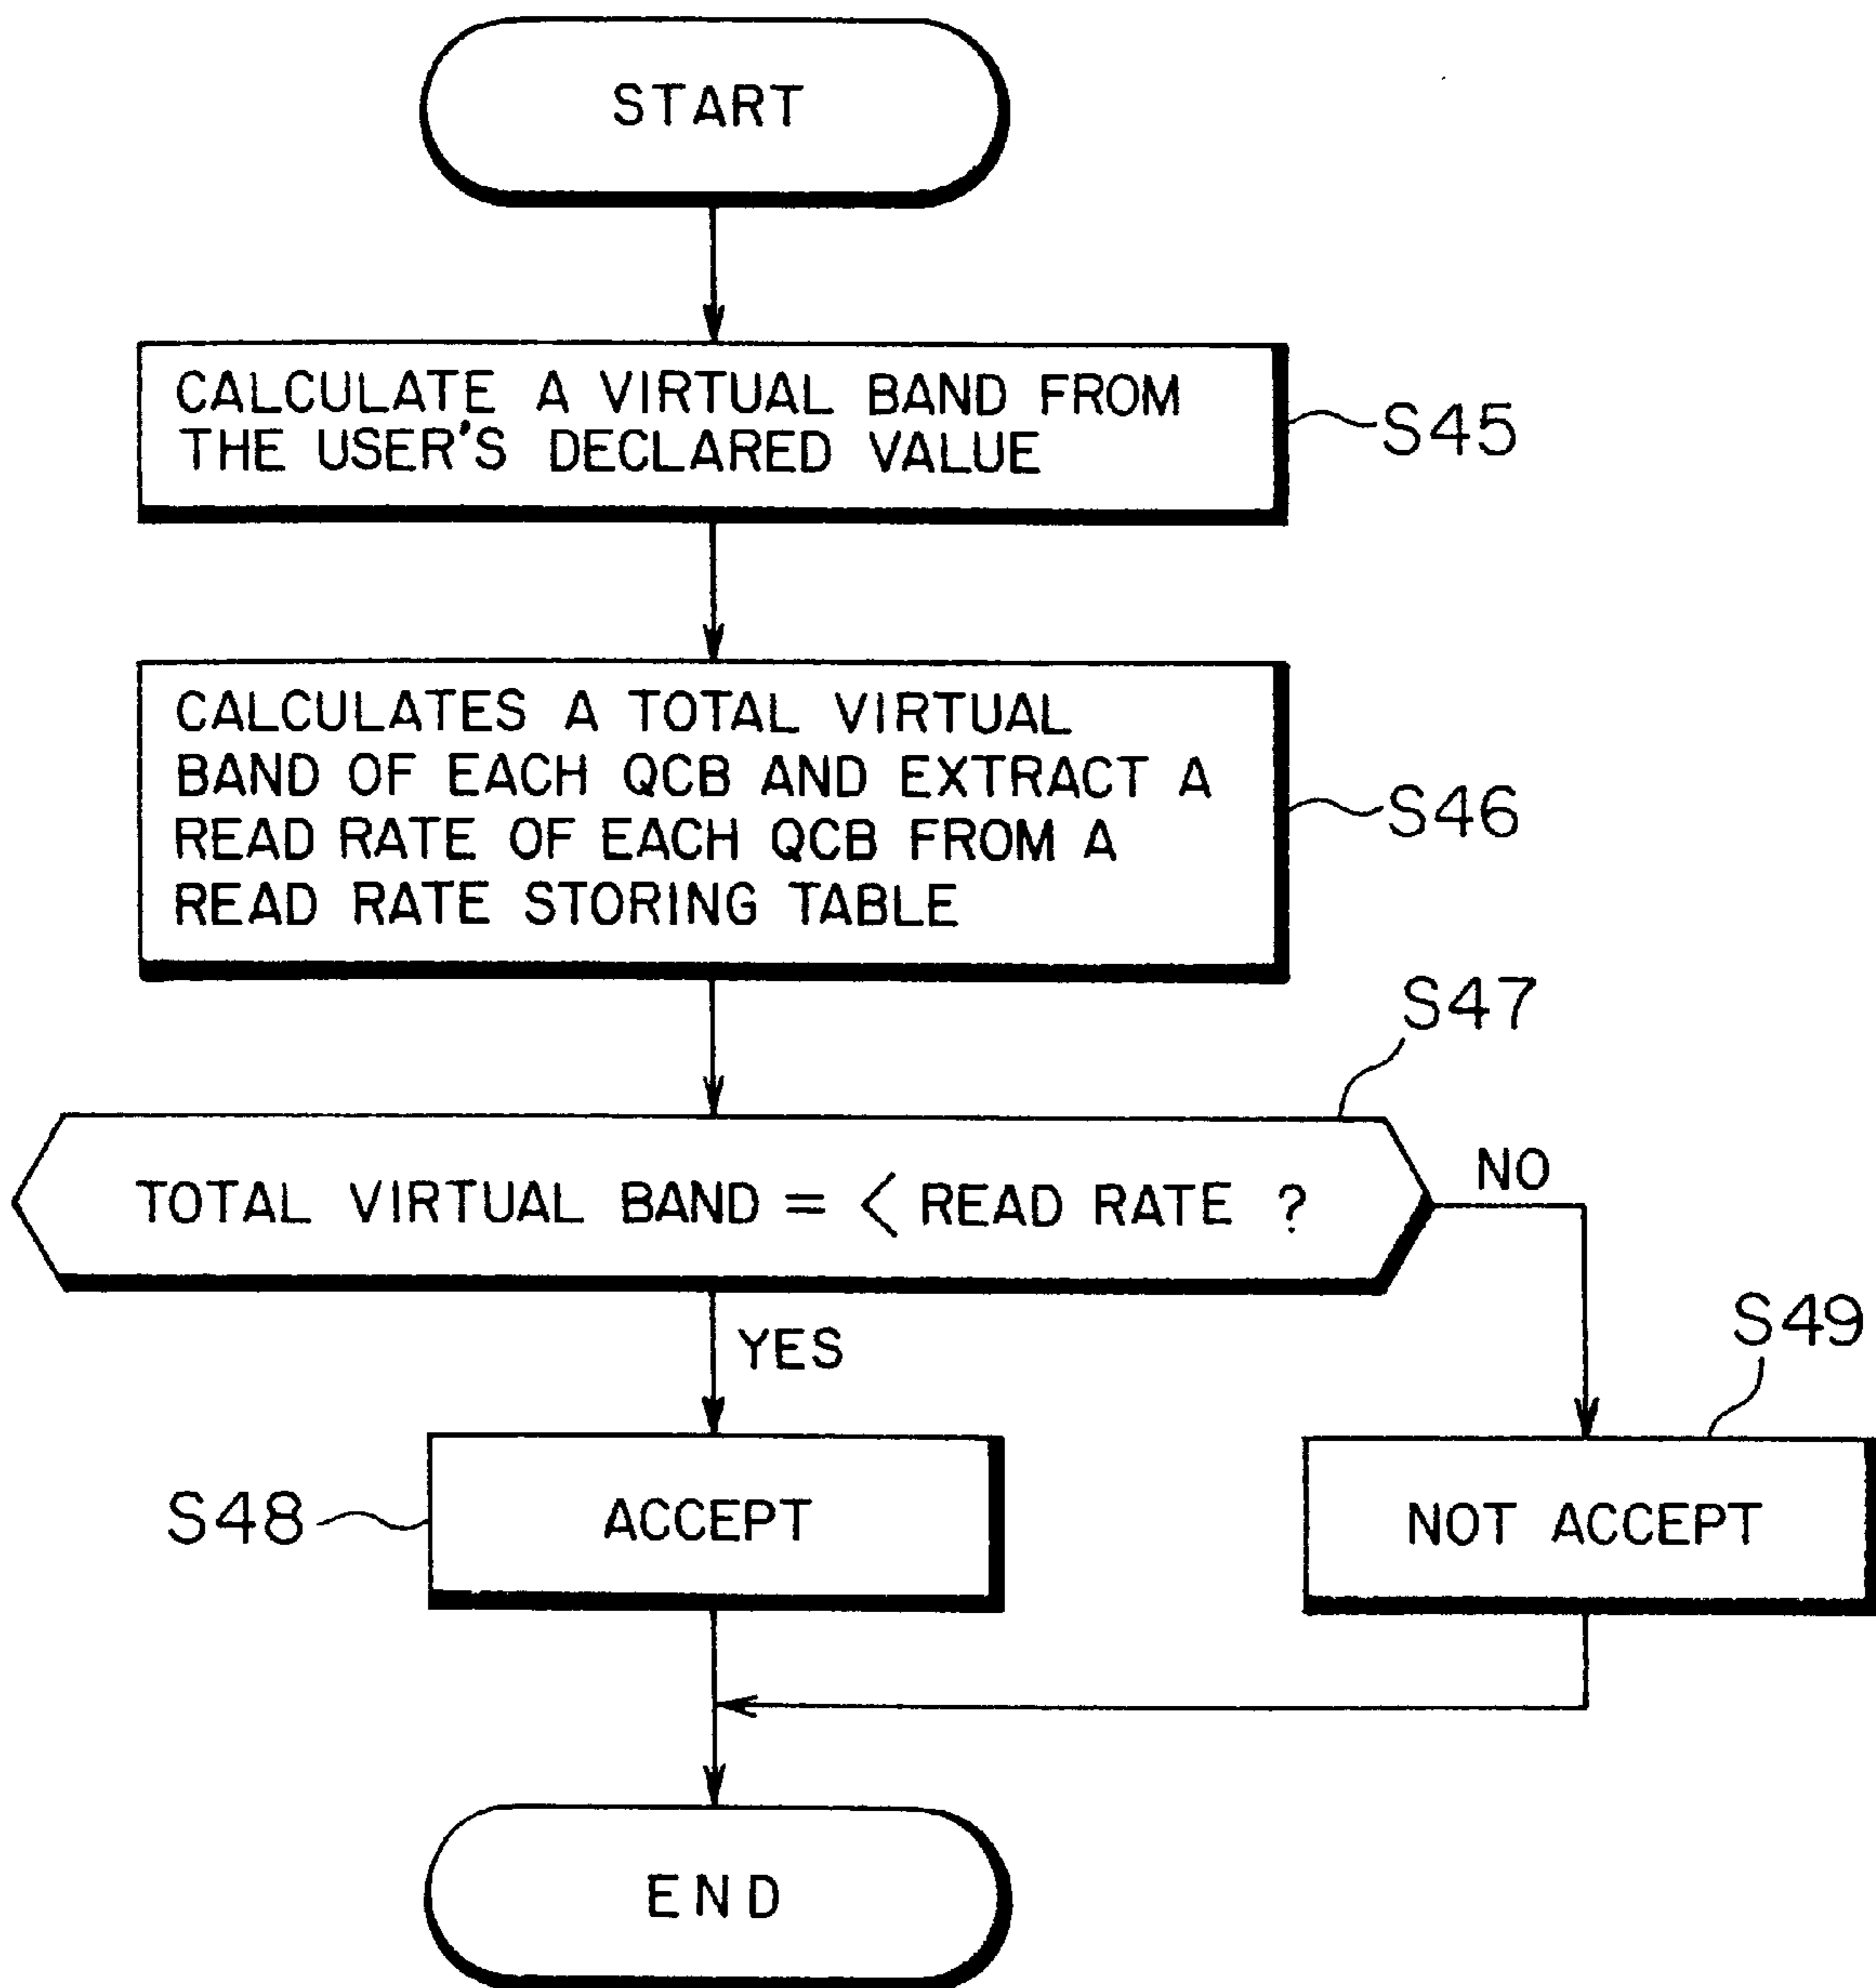 START
CALCULATE A VIRTUAL BAND FROM
THE USER'S DECLARED VALUE
S45
CALCULATES A TOTAL VIRTUAL
BAND OF EACH QCB AND EXTRACT A
READ RATE OF EACH QCB FROM A
READ RATE STORING TABLE
S46
S47
TOTAL VIRTUAL BAND = < READ RATE ?
NO
YES
S49
S48
ACCEPT
NOT ACCEPT
END